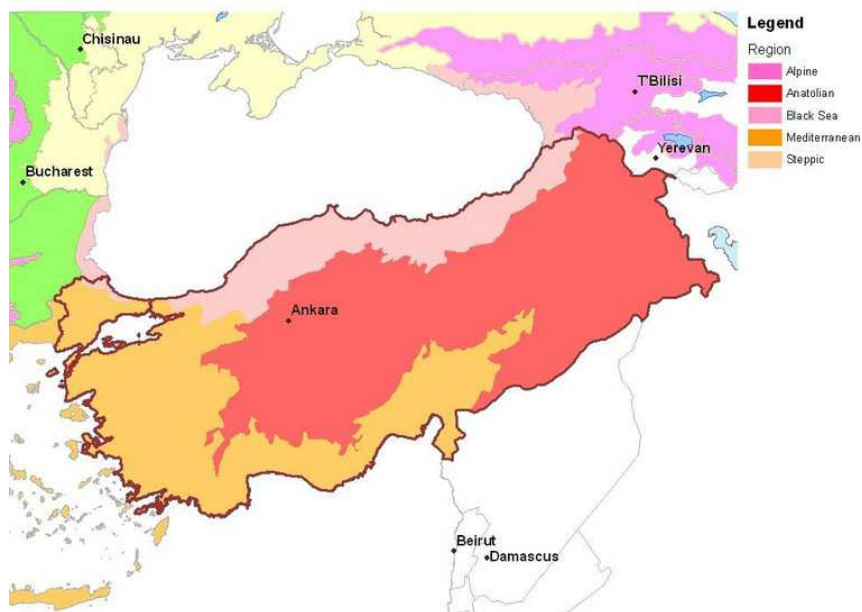 Chisinau
Bucharest
T'Bilisi
Yerevan
Ankara
Beirut
Damascus
Legend
Region
Alpine
Anatolian
Black Sea
Mediterranean
Steppic